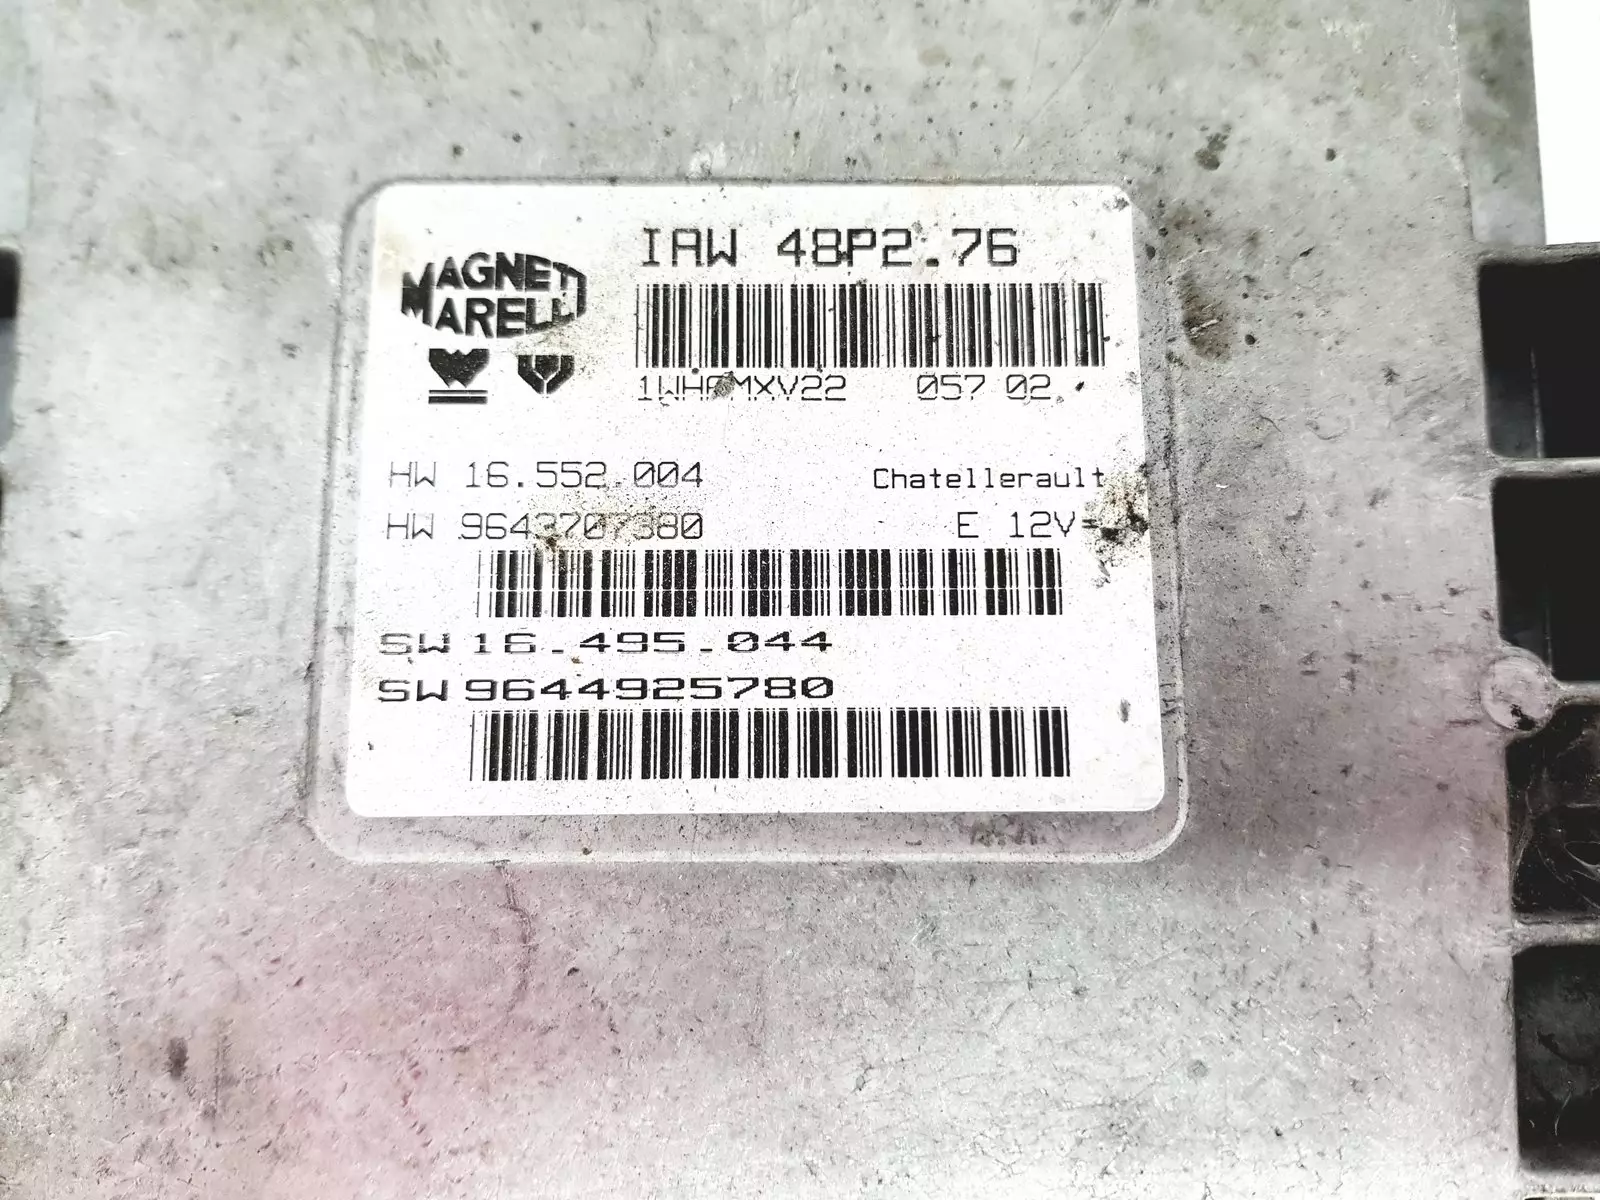 MAGNETI
MARELLI
IAW 48P2.76
057 02
HW 16.552.004
Chatellerault
HW 9643707380
E 12V=
SW 16.495.044
SW 9644925780